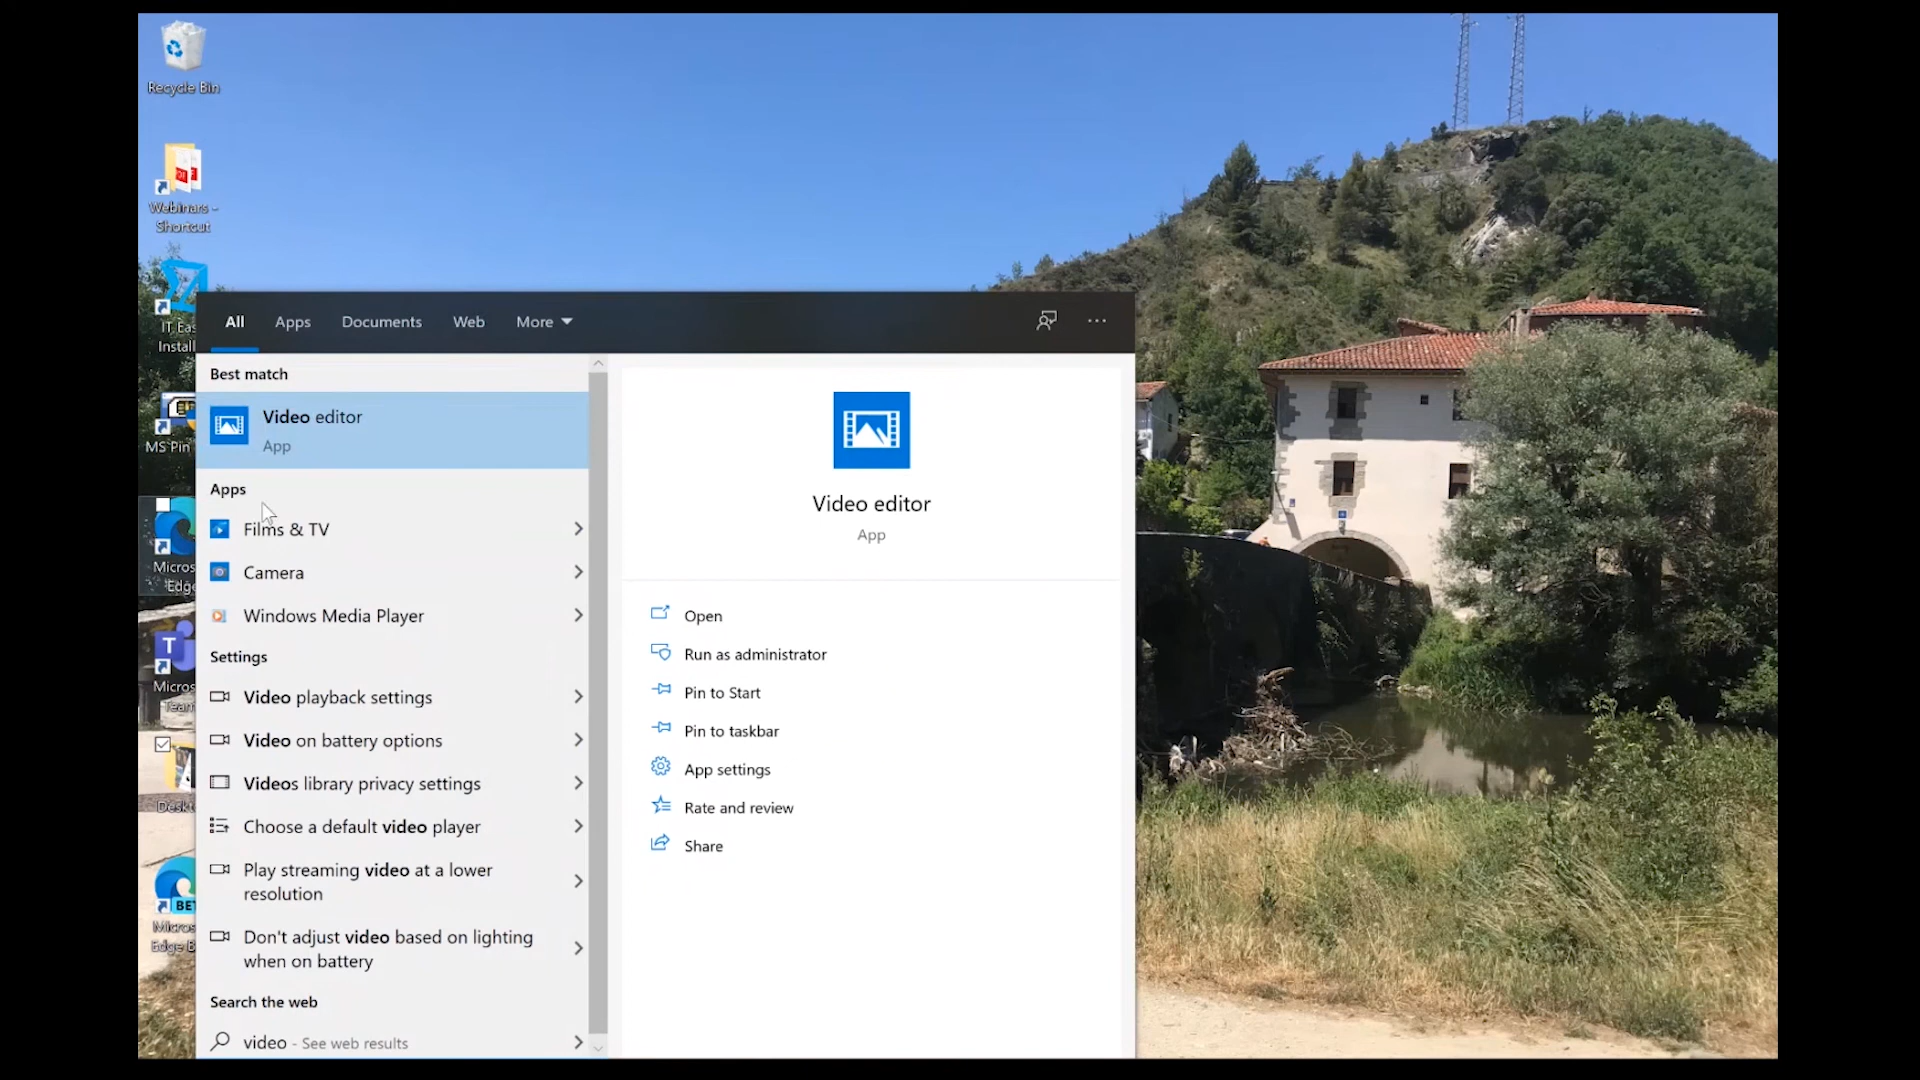 Recycle Bin
Webinars -
Shortcut
IT Eas
Install
MS Pin
Micros
Edge
Micros
Team
Deskt
BET
Micros
Edge B
All
Apps
Documents
Web
More
Best match
Video editor
App
Apps
Films & TV
Camera
Windows Media Player
Settings
Video playback settings
Video on battery options
Videos library privacy settings
Choose a default video player
Play streaming video at a lower
resolution
Don't adjust video based on lighting
when on battery
Search the web
video - See web results
Video editor
App
Open
Run as administrator
Pin to Start
Pin to taskbar
App settings
Rate and review
Share